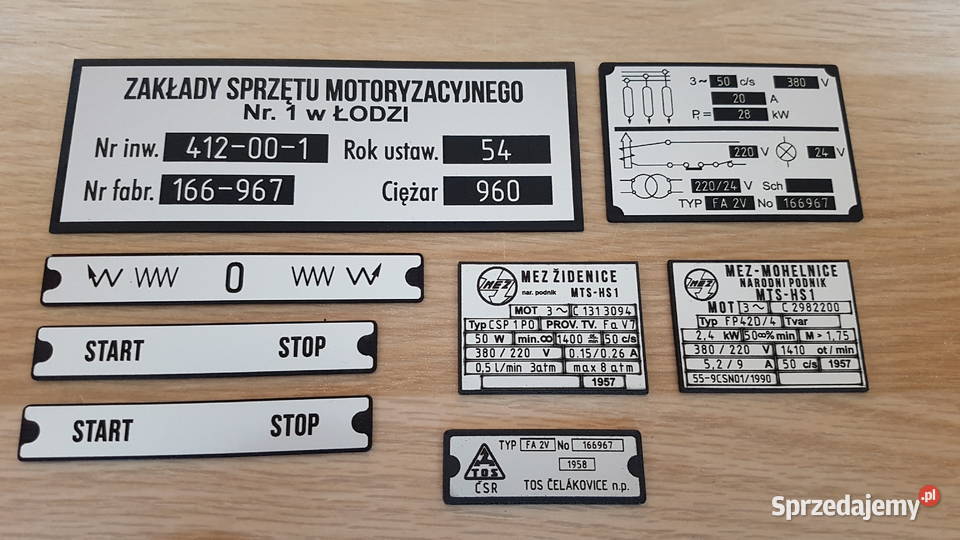 ZAKŁADY SPRZĘTU MOTORYZACYJNEGO
Nr. 1 w ŁODZI
Nr inw. 412-00-1 Rok ustaw. 54
Nr fabr. 166-967 Ciężar 960
3~ 50 c/s 380 V
20 A
P₁= 28 kW
220 V 24 V
220/24 V Sch
TYP FA 2V No 166967
0
START STOP
START STOP
MEZ
MEZ ŽIDENICE
nar. podnik MTS-HS1
MOT 3~ C 1313094
Typ CSP 1 PO PROV. TV. Fa V7
50 W min.∞ 1400 50 c/s
380 / 220 V 0.15/0.26 A
0,5 l/min 3atm max 8 atm
1957
MEZ
MEZ-MOHELNICE
NÁRODNÍ PODNIK
MTS-HS1
MOT 3~ C 2982200
Typ FP42D/4 Tvar
2,4 kW 50∞% min M > 1,75
380 / 220 V 1410 ot / min
5,2 / 9 A 50 c/s 1957
55-9CSN01/1990
TYP FA 2V No 166967
1958
TOS
ČSR TOS ČELÁKOVICE n.p.
Sprzedajemy.pl